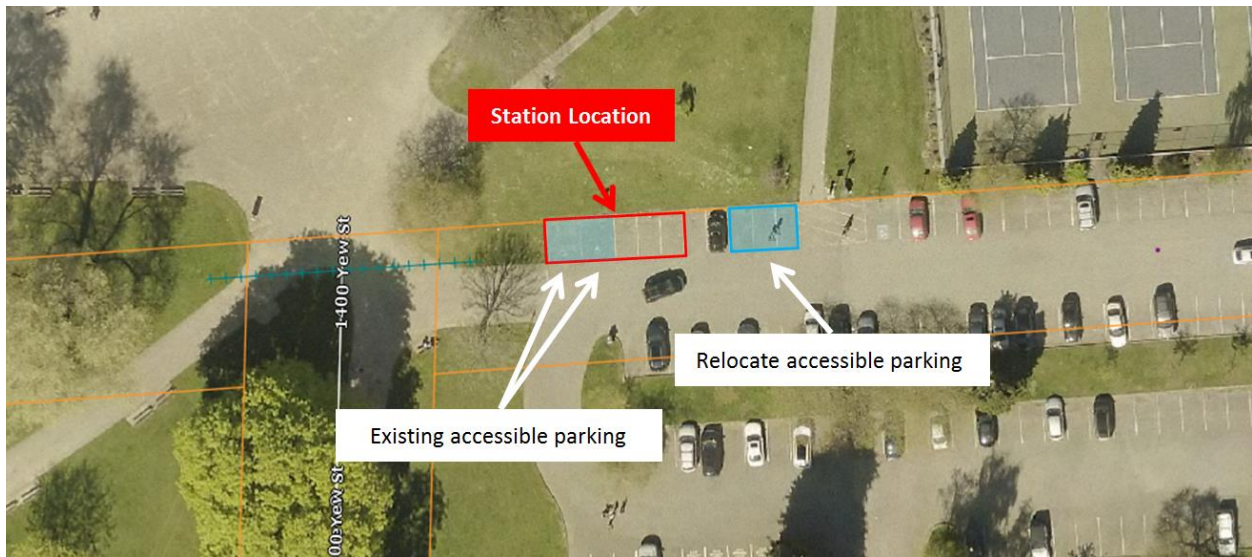 Station Location
1400 Yew St
Relocate accessible parking
Existing accessible parking
00 Yew St